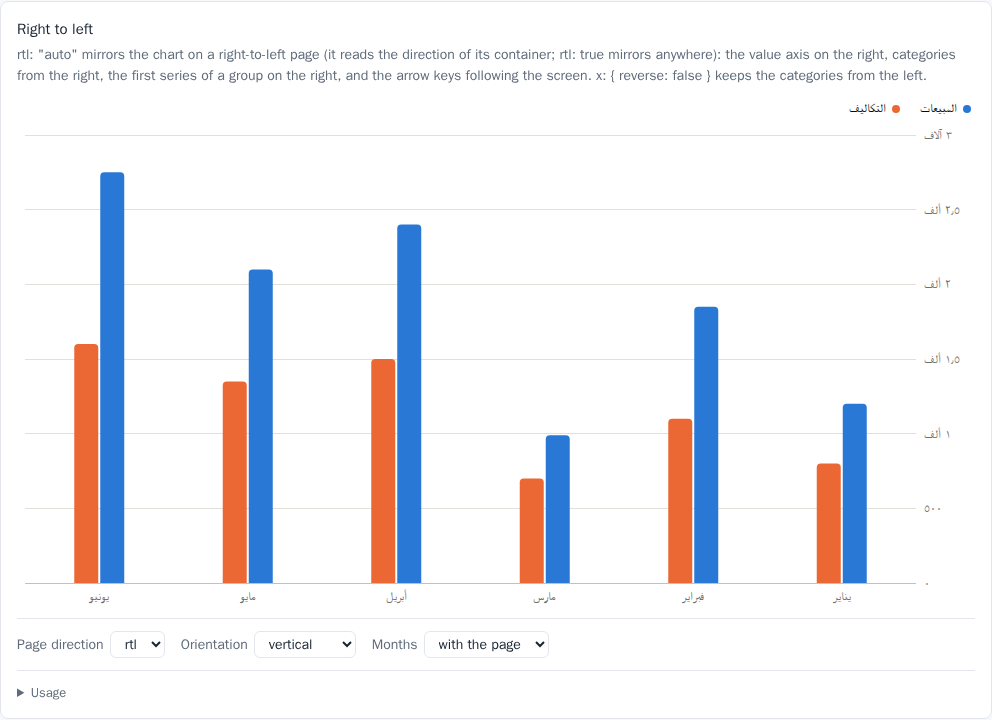 Right to left
rtl: "auto" mirrors the chart on a right-to-left page (it reads the direction of its container; rtl: true mirrors anywhere): the value axis on the right, categories
from the right, the first series of a group on the right, and the arrow keys following the screen. x: { reverse: false } keeps the categories from the left.
المبيعات
التكاليف
٣ آلاف
٢٫٥ ألف
٢ ألف
١٫٥ ألف
١ ألف
٥٠٠
٠
يناير
فبراير
مارس
أبريل
مايو
يونيو
Page direction rtl Orientation vertical Months with the page
Usage